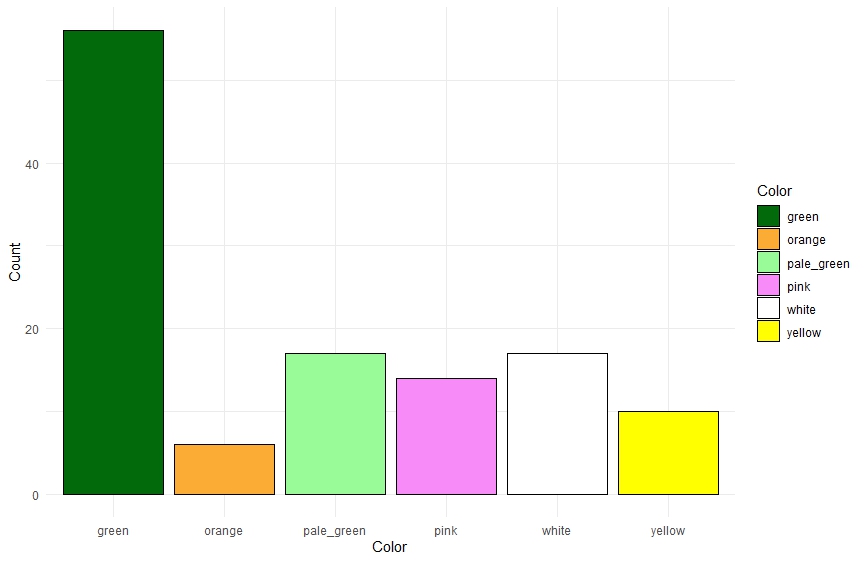 Count
40
20
0
green
orange
pale_green
pink
white
yellow
Color
Color
green
orange
pale_green
pink
white
yellow